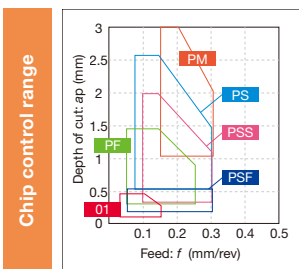 Chip control range
Depth of cut: ap (mm)
3
2.5
2
1.5
1
0.5
0
PM
PS
PSS
PF
PSF
01
0.1 0.2 0.3 0.4 0.5
Feed: f (mm/rev)